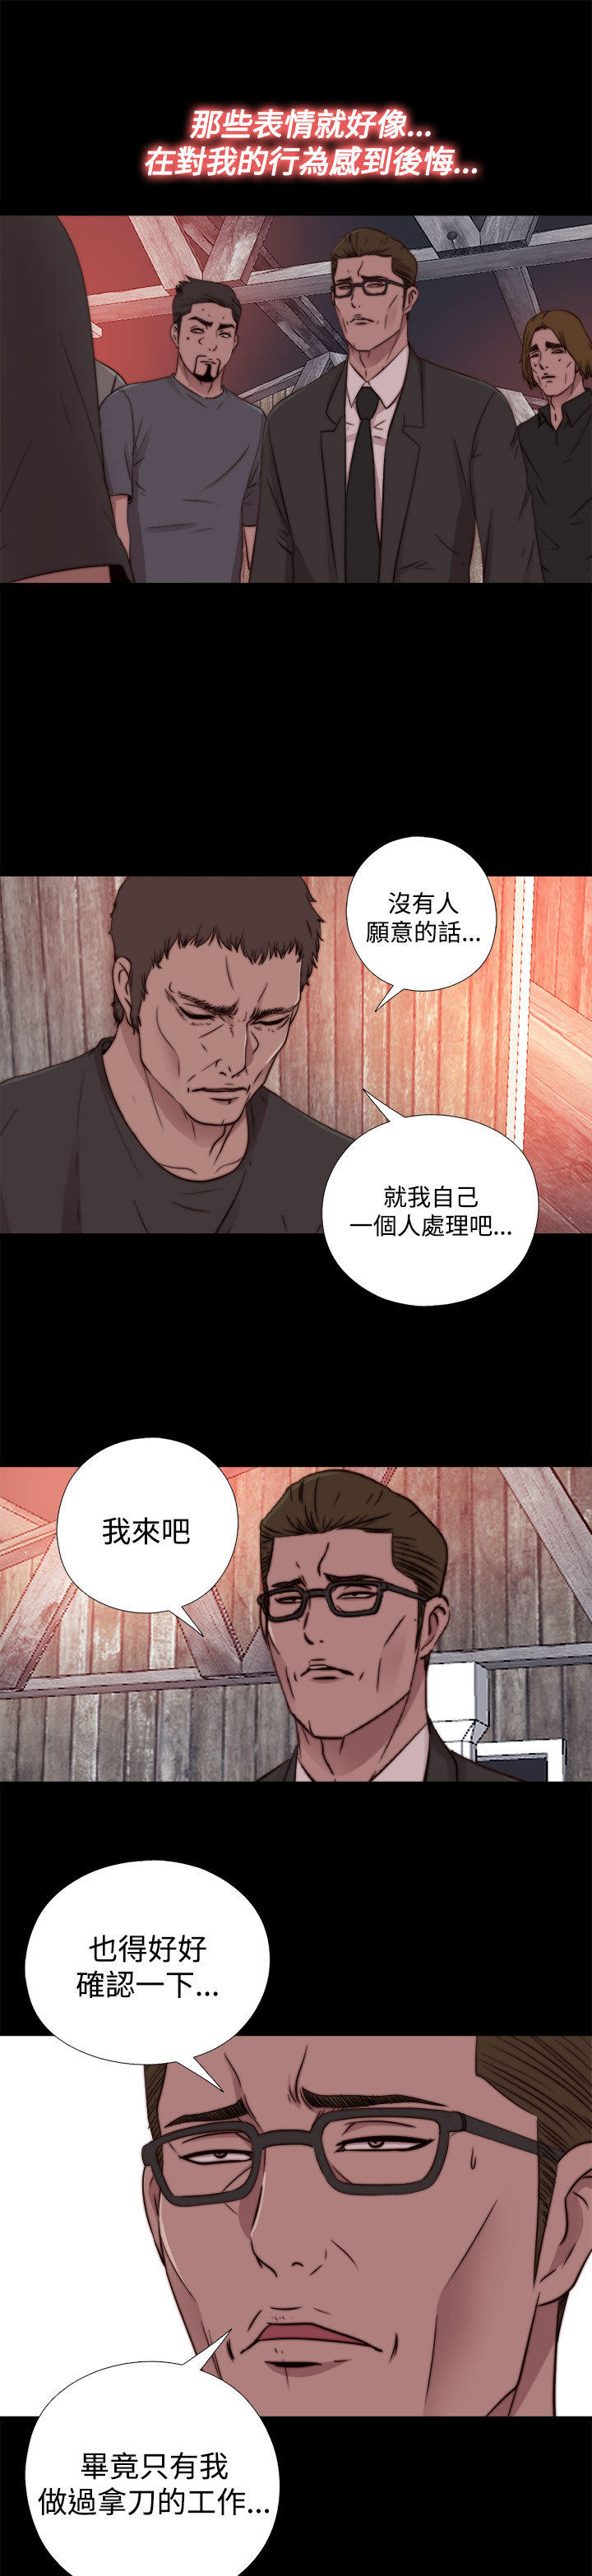 那些表情就好像...
在對我的行為感到後悔...
沒有人
願意的話...
就我自己
一個人處理吧...
我來吧
也得好好
確認一下...
畢竟只有我
做過拿刀的工作...